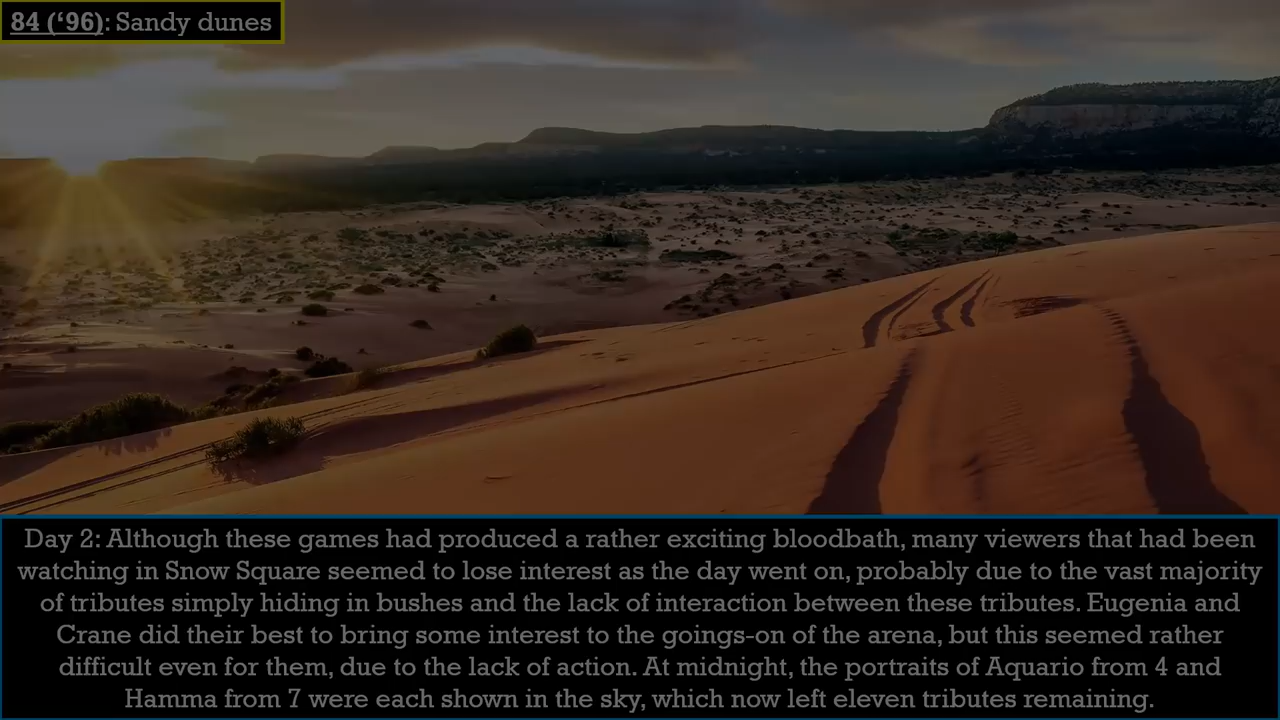 84 (‘96): Sandy dunes
Day 2: Although these games had produced a rather exciting bloodbath, many viewers that had been
watching in Snow Square seemed to lose interest as the day went on, probably due to the vast majority
of tributes simply hiding in bushes and the lack of interaction between these tributes. Eugenia and
Crane did their best to bring some interest to the goings-on of the arena, but this seemed rather
difficult even for them, due to the lack of action. At midnight, the portraits of Aquario from 4 and
Hamma from 7 were each shown in the sky, which now left eleven tributes remaining.